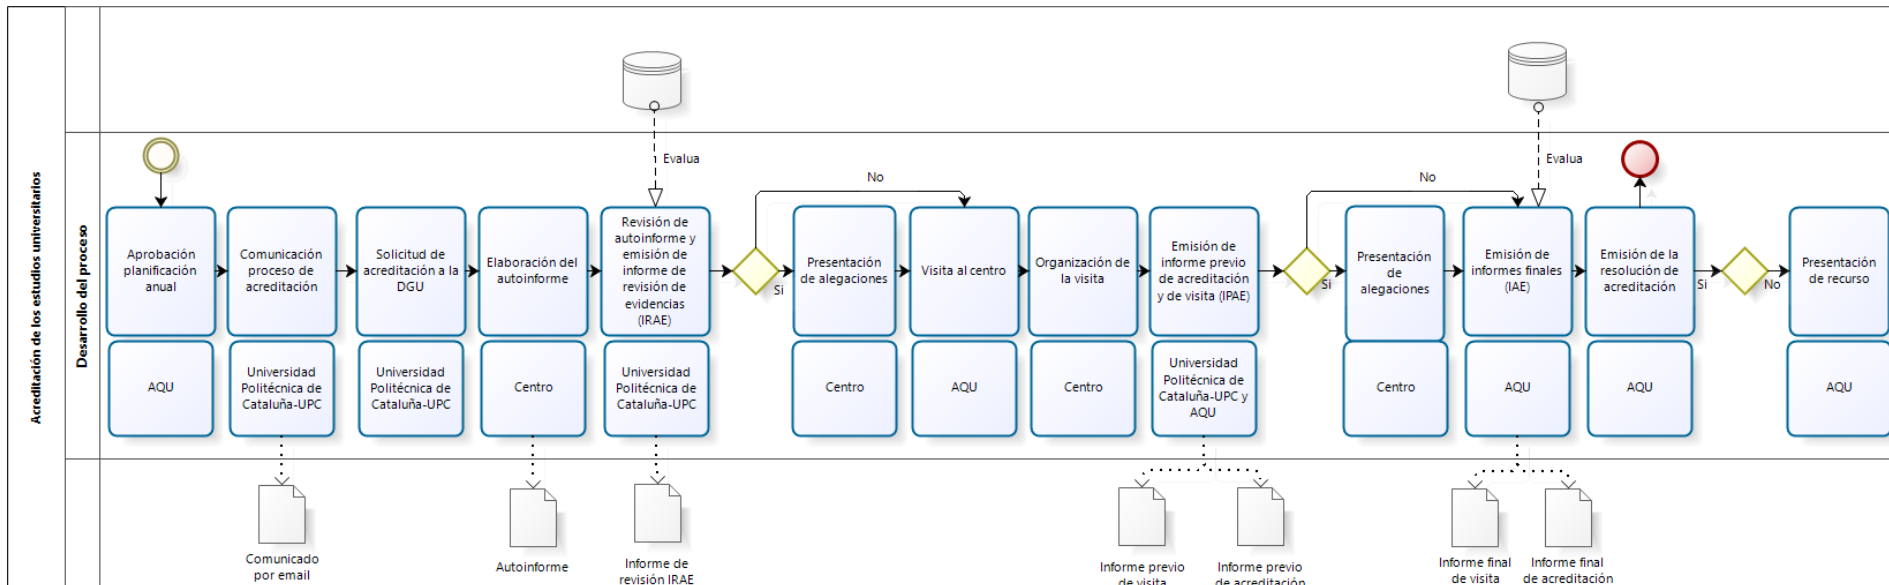 Acreditación de los estudios universitarios
Desarrollo del proceso
Evalua
Evalua
No
No
Aprobación
planificación
anual
Comunicación
proceso de
acreditación
Solicitud de
acreditación a la
DGU
Elaboración del
autoinforme
Revisión de
autoinforme y
emisión de
informe de
revisión de
evidencias
(IRAE)
Si
Presentación
de alegaciones
Visita al centro
Organización de
la visita
Emisión de
informe previo
de acreditación
y de visita (IPAE)
Si
Presentación
de
alegaciones
Emisión de
informes finales
(IAE)
Emisión de la
resolución de
acreditación
Si
No
Presentación
de recurso
AQU
Universidad
Politécnica de
Cataluña-UPC
Universidad
Politécnica de
Cataluña-UPC
Centro
Universidad
Politécnica de
Cataluña-UPC
Centro
AQU
Centro
Universidad
Politécnica de
Cataluña-UPC y
AQU
Centro
AQU
AQU
AQU
Comunicado
por email
Autoinforme
Informe de
revisión IRAE
Informe previo
de visita
Informe previo
de acreditación
Informe final
de visita
Informe final
de acreditación